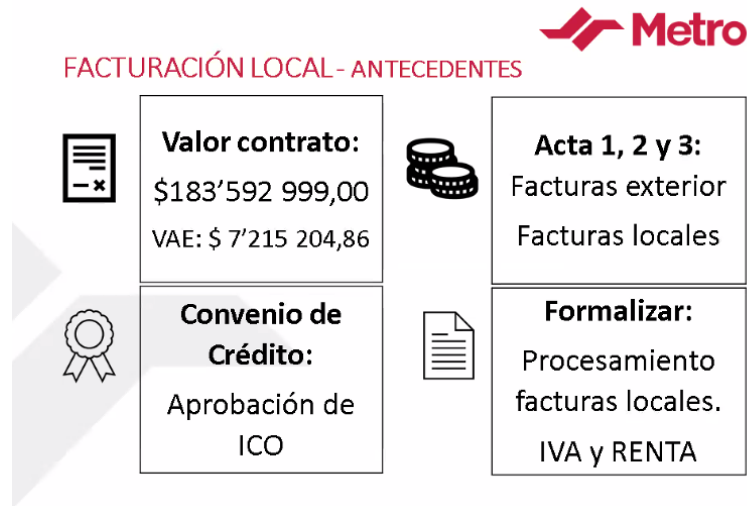 Metro
FACTURACIÓN LOCAL - ANTECEDENTES
Valor contrato:
$183’592 999,00
VAE: $ 7’215 204,86
Acta 1, 2 y 3:
Facturas exterior
Facturas locales
Convenio de
Crédito:
Aprobación de
ICO
Formalizar:
Procesamiento
facturas locales.
IVA y RENTA